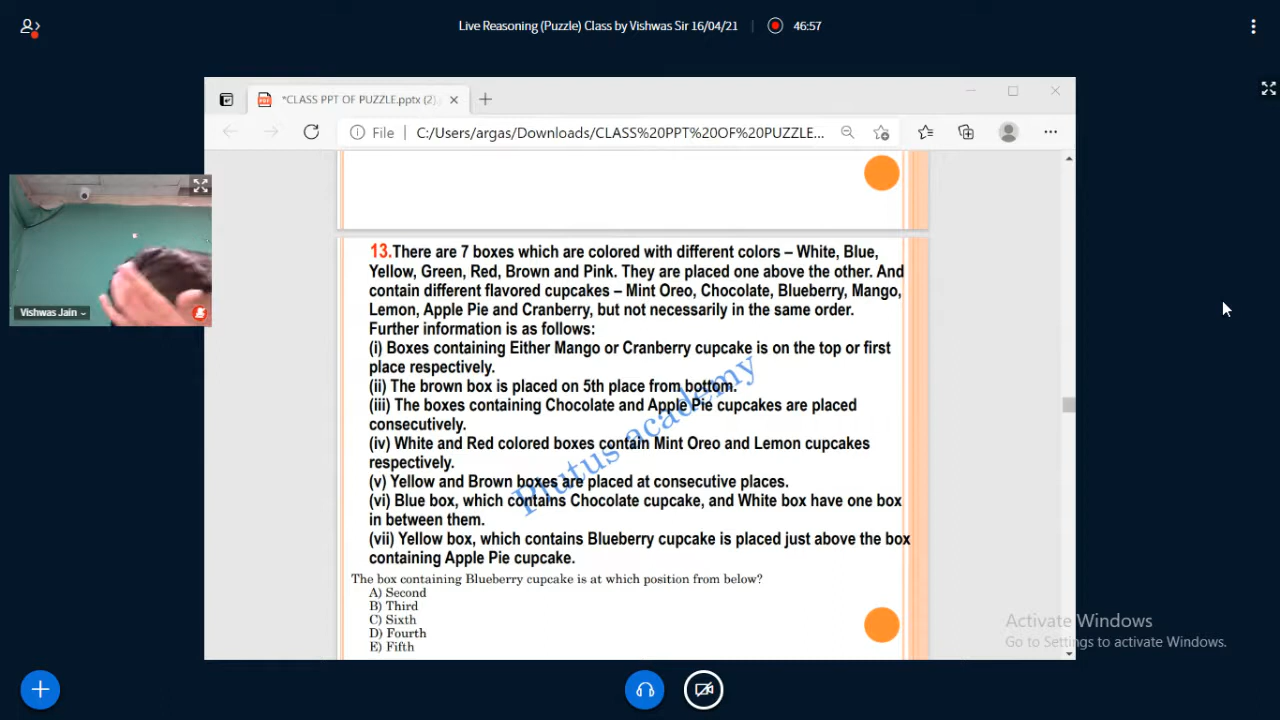 Live Reasoning (Puzzle) Class by Vishwas Sir 16/04/21 | 46:57
*CLASS PPT OF PUZZLE.pptx (2)
File | C:/Users/argas/Downloads/CLASS%20PPT%20OF%20PUZZLE...
Vishwas Jain
13.There are 7 boxes which are colored with different colors – White, Blue,
Yellow, Green, Red, Brown and Pink. They are placed one above the other. And
contain different flavored cupcakes – Mint Oreo, Chocolate, Blueberry, Mango,
Lemon, Apple Pie and Cranberry, but not necessarily in the same order.
Further information is as follows:
(i) Boxes containing Either Mango or Cranberry cupcake is on the top or first
place respectively.
(ii) The brown box is placed on 5th place from bottom.
(iii) The boxes containing Chocolate and Apple Pie cupcakes are placed
consecutively.
(iv) White and Red colored boxes contain Mint Oreo and Lemon cupcakes
respectively.
(v) Yellow and Brown boxes are placed at consecutive places.
(vi) Blue box, which contains Chocolate cupcake, and White box have one box
in between them.
(vii) Yellow box, which contains Blueberry cupcake is placed just above the box
containing Apple Pie cupcake.
Prutus academy
The box containing Blueberry cupcake is at which position from below?
A) Second
B) Third
C) Sixth
D) Fourth
E) Fifth
Activate Windows
Go to Settings to activate Windows.